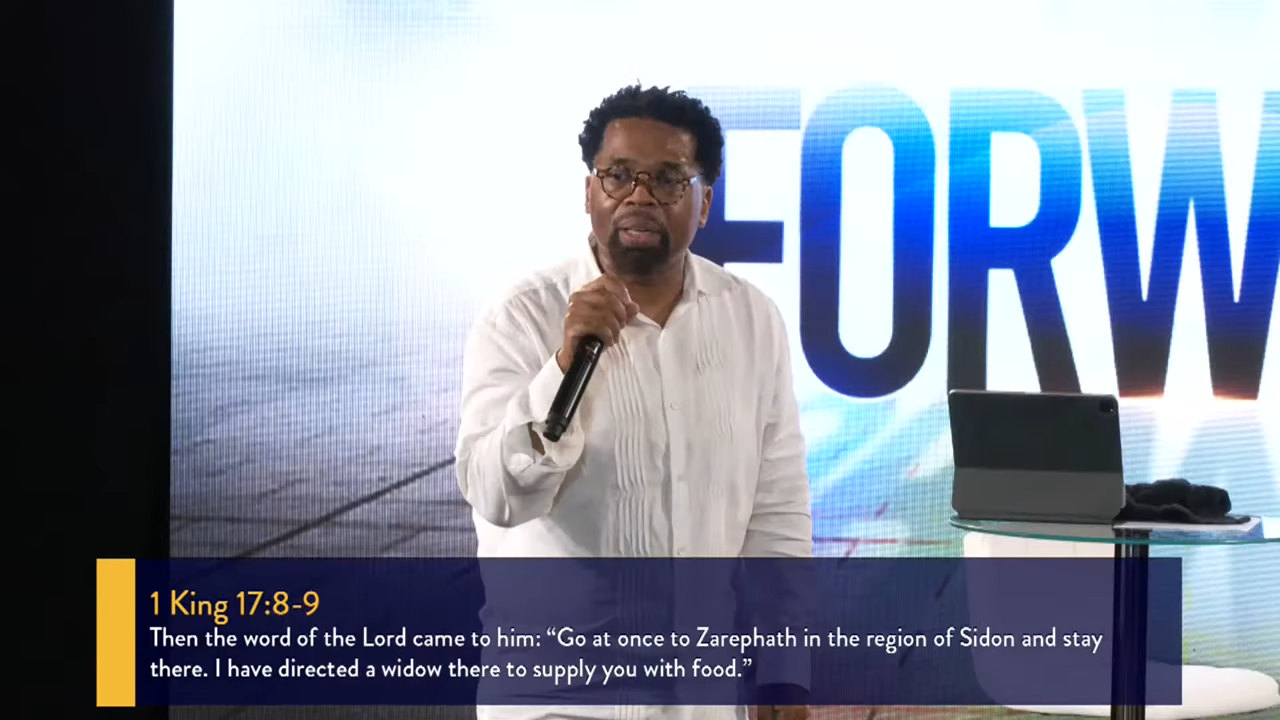 FORW
1 King 17:8-9
Then the word of the Lord came to him: “Go at once to Zarephath in the region of Sidon and stay
there. I have directed a widow there to supply you with food.”